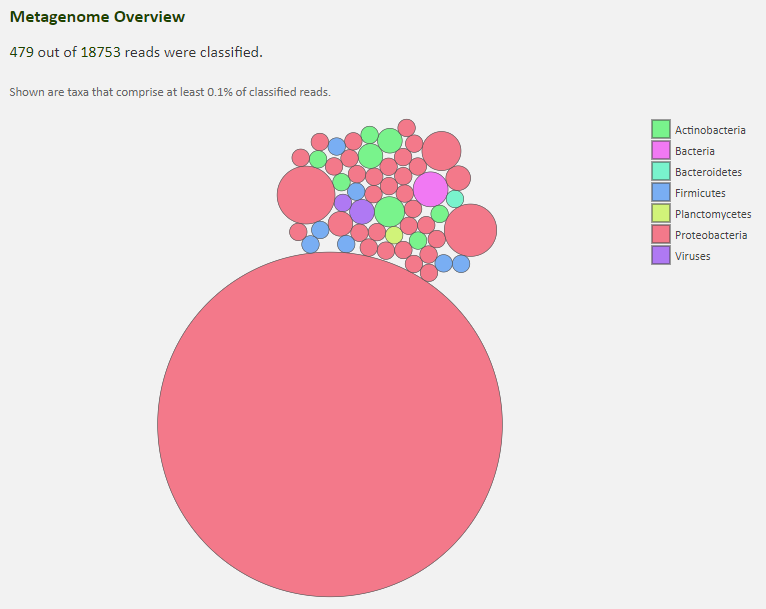 Metagenome Overview
479 out of 18753 reads were classified.
Shown are taxa that comprise at least 0.1% of classified reads.
Actinobacteria
Bacteria
Bacteroidetes
Firmicutes
Planctomycetes
Proteobacteria
Viruses